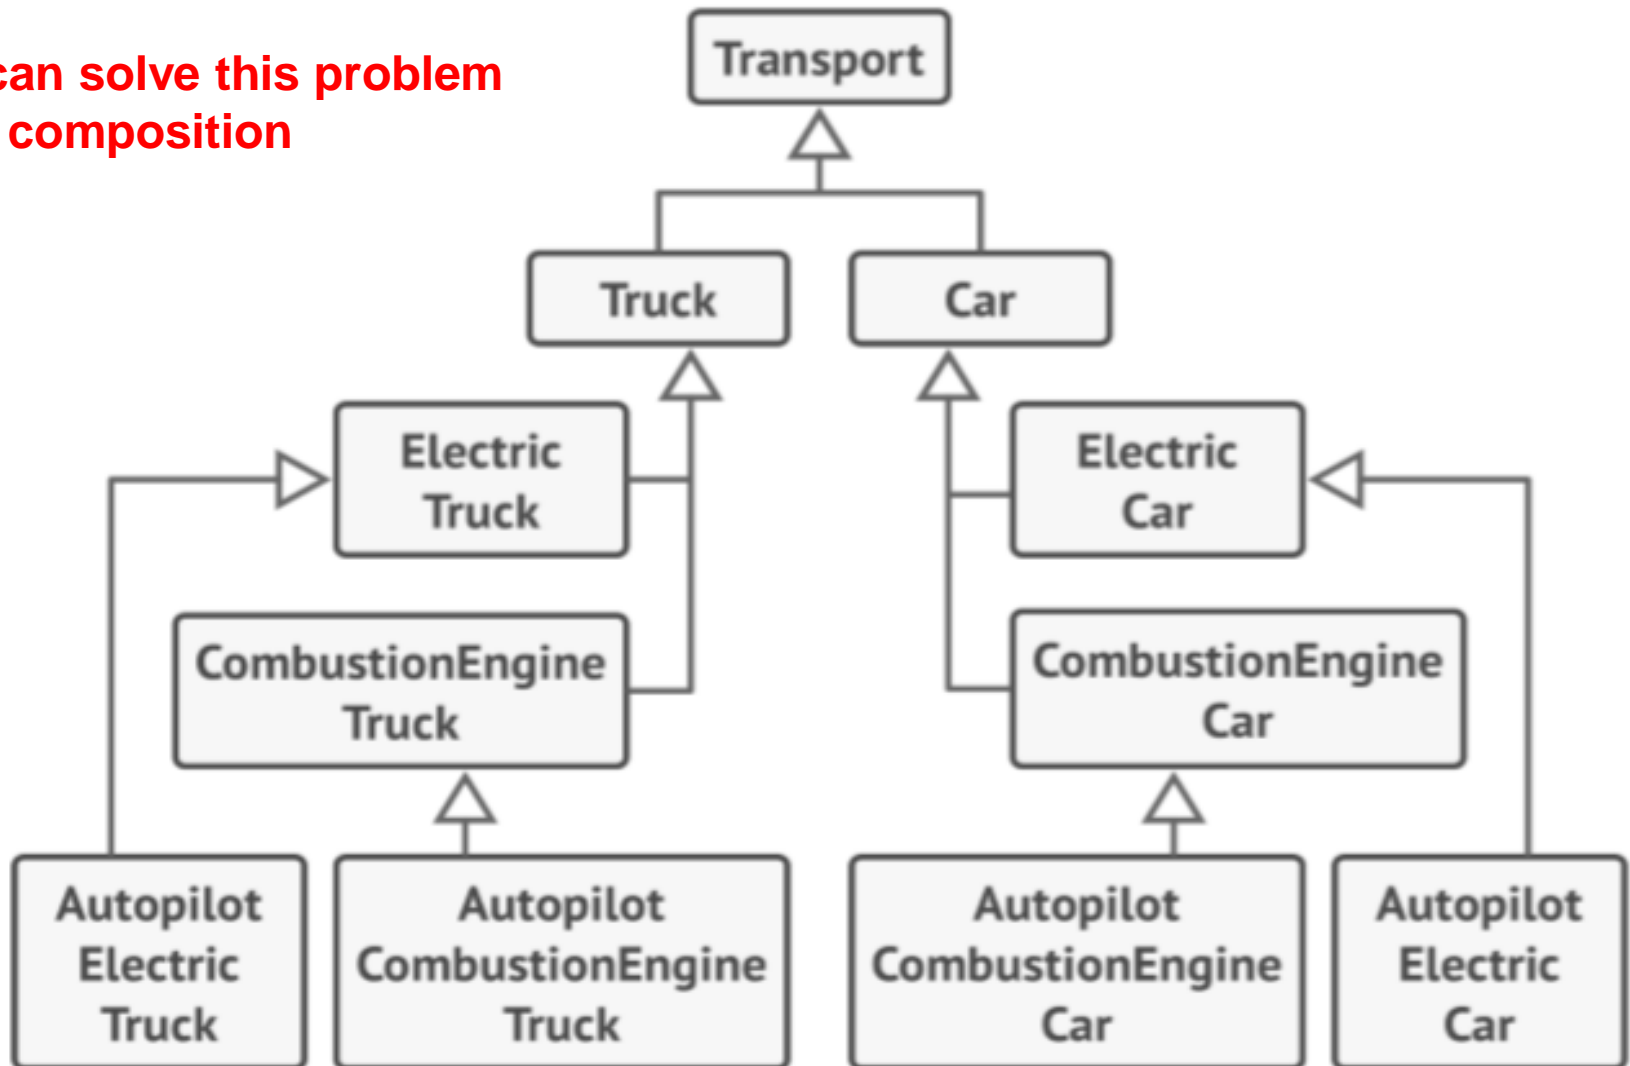 can solve this problem
composition
Transport
Truck
Car
Electric
Truck
Electric
Car
CombustionEngine
Truck
CombustionEngine
Car
Autopilot
Electric
Truck
Autopilot
CombustionEngine
Truck
Autopilot
CombustionEngine
Car
Autopilot
Electric
Car